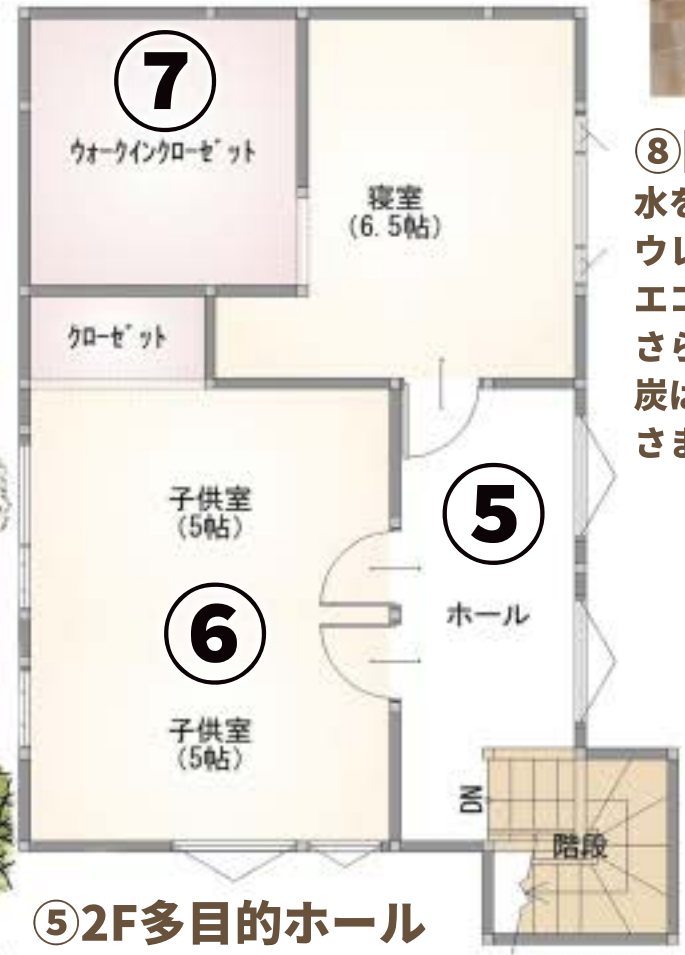 ⑦
ウォークインクローゼット
寝室
(6.5帖)
クローゼット
子供室
(5帖)
⑤
ホール
⑥
子供室
(5帖)
DN
階段
⑤2F多目的ホール
⑧
水を
ウレ
エコ
さら
炭は
さま